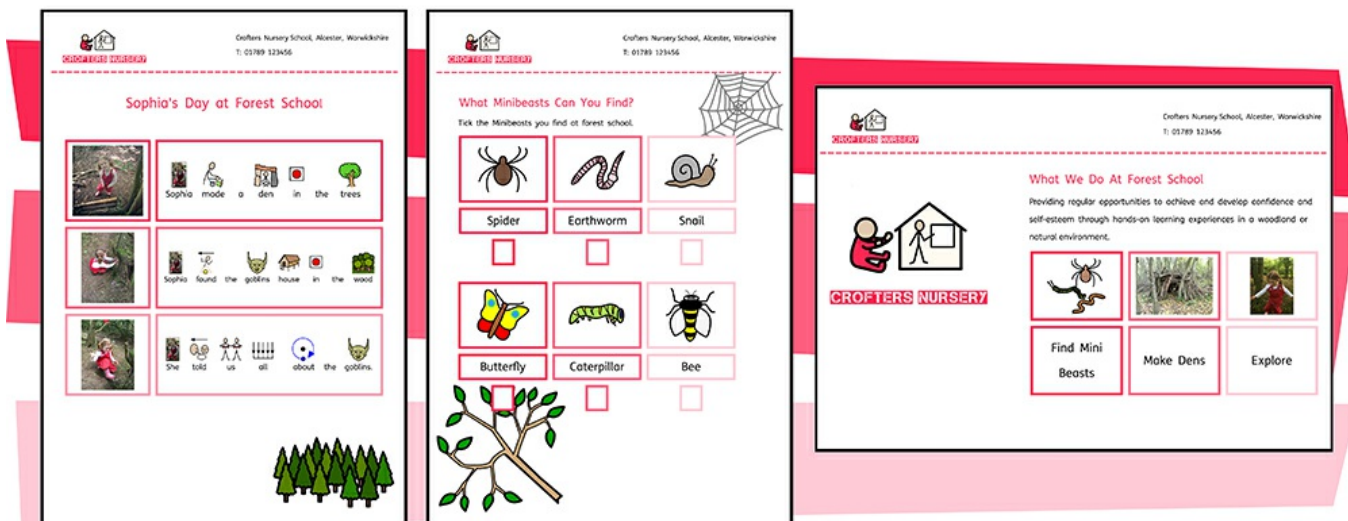 Crofters Nursery School, Alcester, Warwickshire
T: 01789 123456
CROFTERS NURSERY
Sophia's Day at Forest School
Sophia made a den in the trees
Sophia found the goblins house in the wood
She told us all about the goblins.
Crofters Nursery School, Alcester, Warwickshire
T: 01789 123456
CROFTERS NURSERY
What Minibeasts Can You Find?
Tick the Minibeasts you find at forest school.
Spider Earthworm Snail
Butterfly Caterpillar Bee
Crofters Nursery School, Alcester, Warwickshire
T: 01789 123456
CROFTERS NURSERY
What We Do At Forest School
Providing regular opportunities to achieve and develop confidence and
self-esteem through hands-on learning experiences in a woodland or
natural environment.
CROFTERS NURSERY
Find Mini
Beasts
Make Dens
Explore